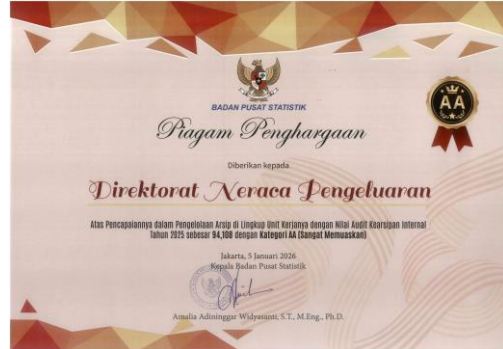 BADAN PUSAT STATISTIK
Piagam Penghargaan
AA
Diberikan kepada
Direktorat Neraca Pengeluaran
Atas Pencapaiannya dalam Pengelolaan Arsip di Lingkup Unit Kerjanya dengan Nilai Audit Kearsipan Internal
Tahun 2025 sebesar 94,108 dengan Kategori AA (Sangat Memuaskan)
Jakarta, 5 Januari 2026
Kepala Badan Pusat Statistik
Amalia Adininggar Widyasanti, S.T., M.Eng., Ph.D.